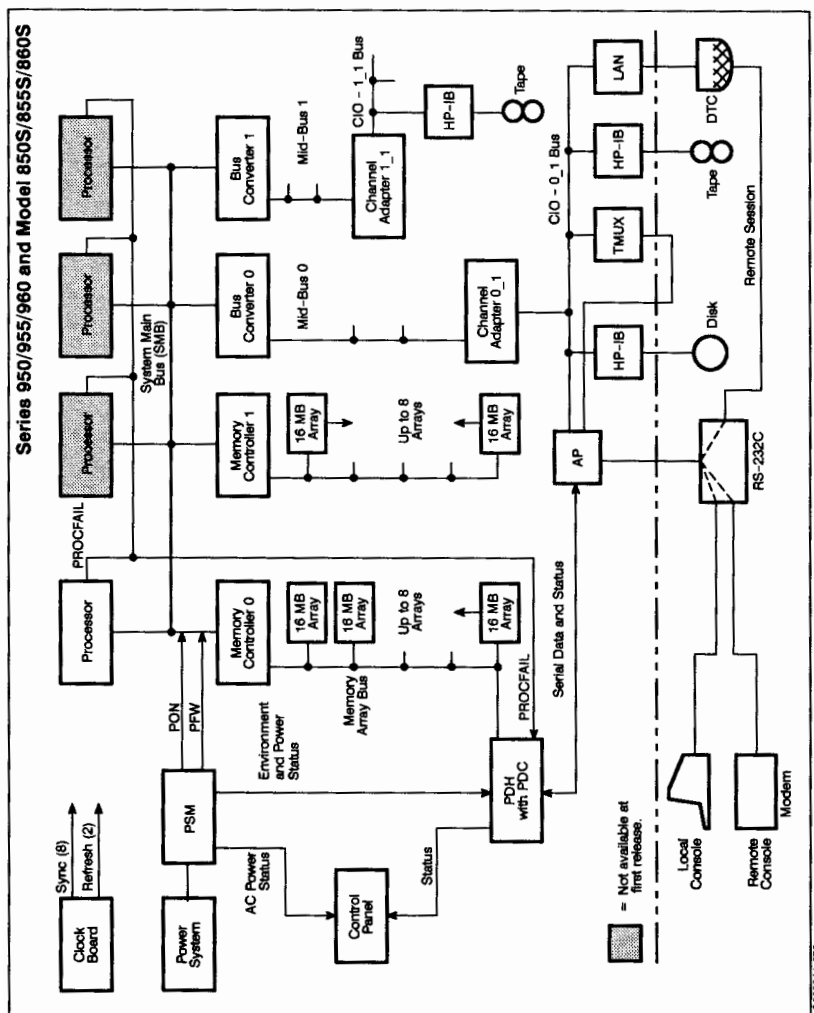 Series 950/955/960 and Model 850S/855S/860S
Clock
Board
Sync (8)
Refresh (2)
Power
System
PSM
PON
PFW
AC Power
Status
Environment
and Power
Status
Control
Panel
Status
PDH
with PDC
PROCFAIL
Processor
PROCFAIL
Processor
Processor
Processor
System Main
Bus (SMB)
Memory
Controller 0
16 MB
Array
16 MB
Array
Up to 8
Arrays
16 MB
Array
Memory
Array Bus
Memory
Controller 1
16 MB
Array
Up to 8
Arrays
16 MB
Array
Bus
Converter 0
Mid-Bus 0
Channel
Adapter 0_1
Bus
Converter 1
Mid-Bus 1
Channel
Adapter 1_1
CIO - 1_1 Bus
HP-IB
Tape
Serial Data and Status
AP
CIO - 0_1 Bus
HP-IB
TMUX
HP-IB
LAN
Disk
Tape
DTC
Remote Session
RS-232C
= Not available at
first release.
Local
Console
Remote
Console
Modem